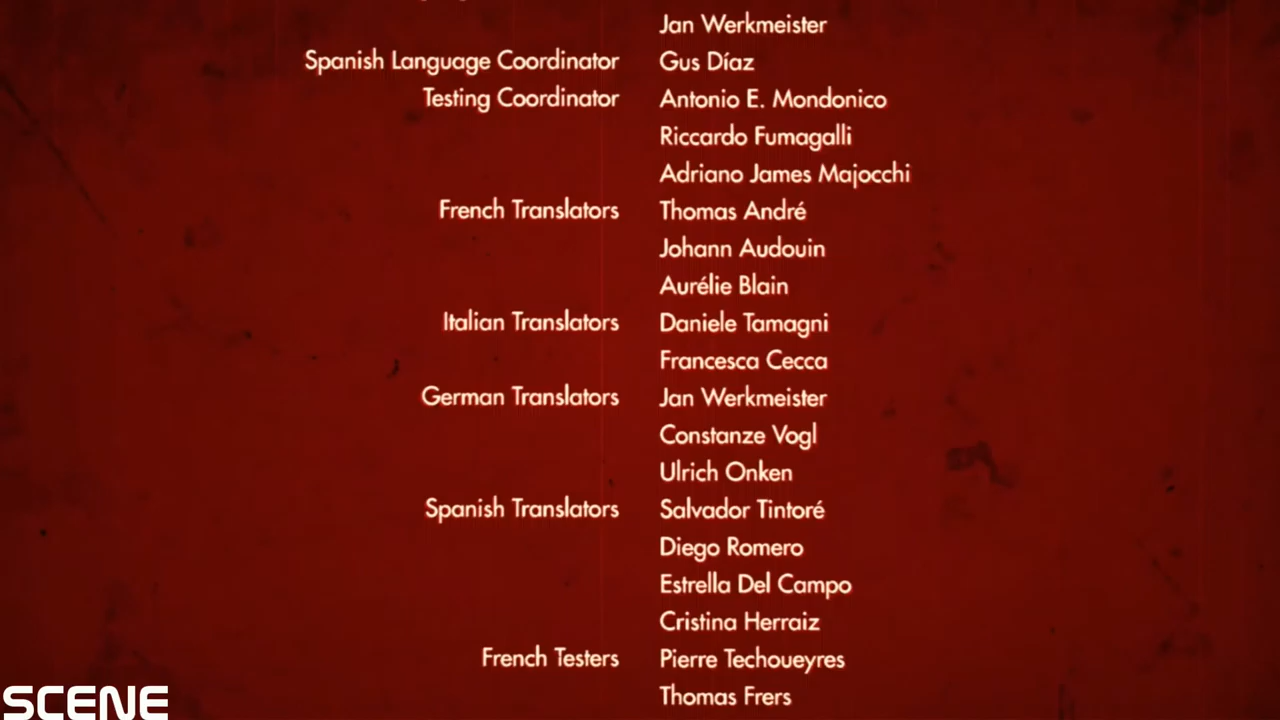 Jan Werkmeister
Spanish Language Coordinator Gus Díaz
Testing Coordinator Antonio E. Mondonico
Riccardo Fumagalli
Adriano James Majocchi
French Translators Thomas André
Johann Audouin
Aurélie Blain
Italian Translators Daniele Tamagni
Francesca Cecca
German Translators Jan Werkmeister
Constanze Vogl
Ulrich Onken
Spanish Translators Salvador Tintoré
Diego Romero
Estrella Del Campo
Cristina Herraiz
French Testers Pierre Techoueyres
Thomas Frers
SCENE